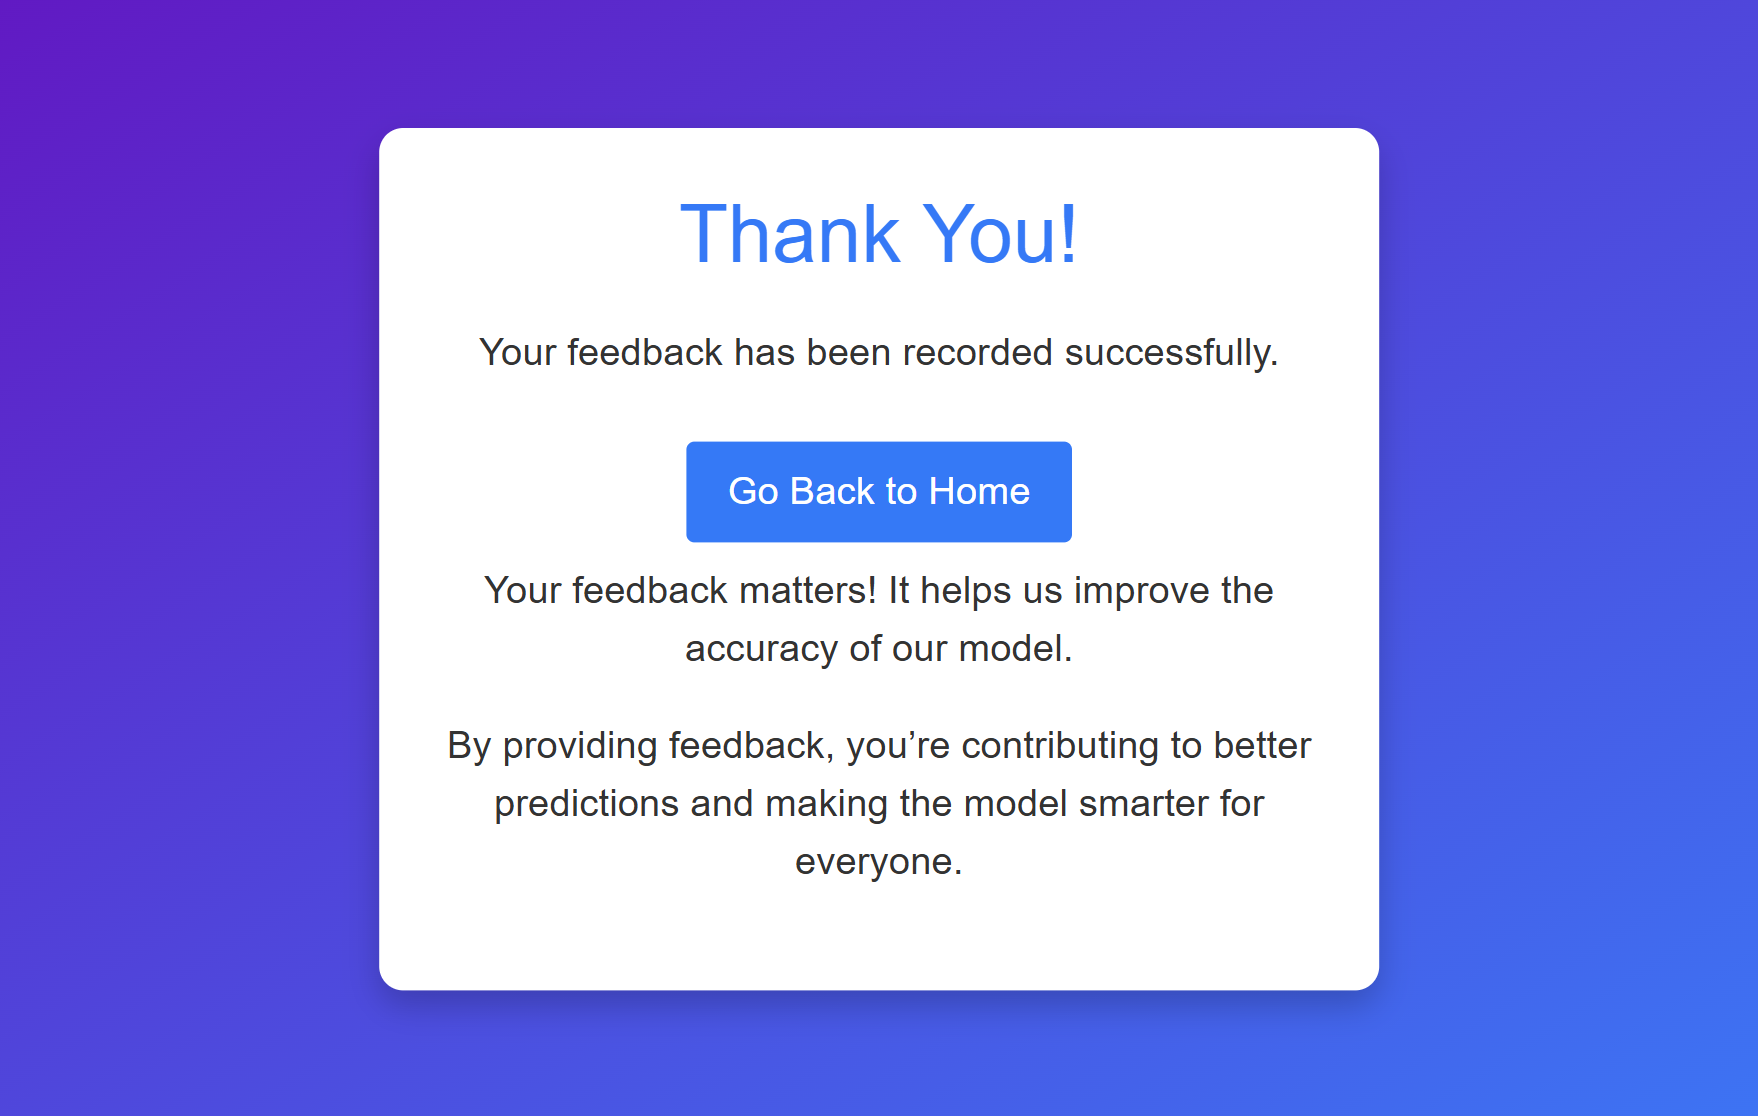 Thank You!
Your feedback has been recorded successfully.
Go Back to Home
Your feedback matters! It helps us improve the
accuracy of our model.
By providing feedback, you’re contributing to better
predictions and making the model smarter for
everyone.